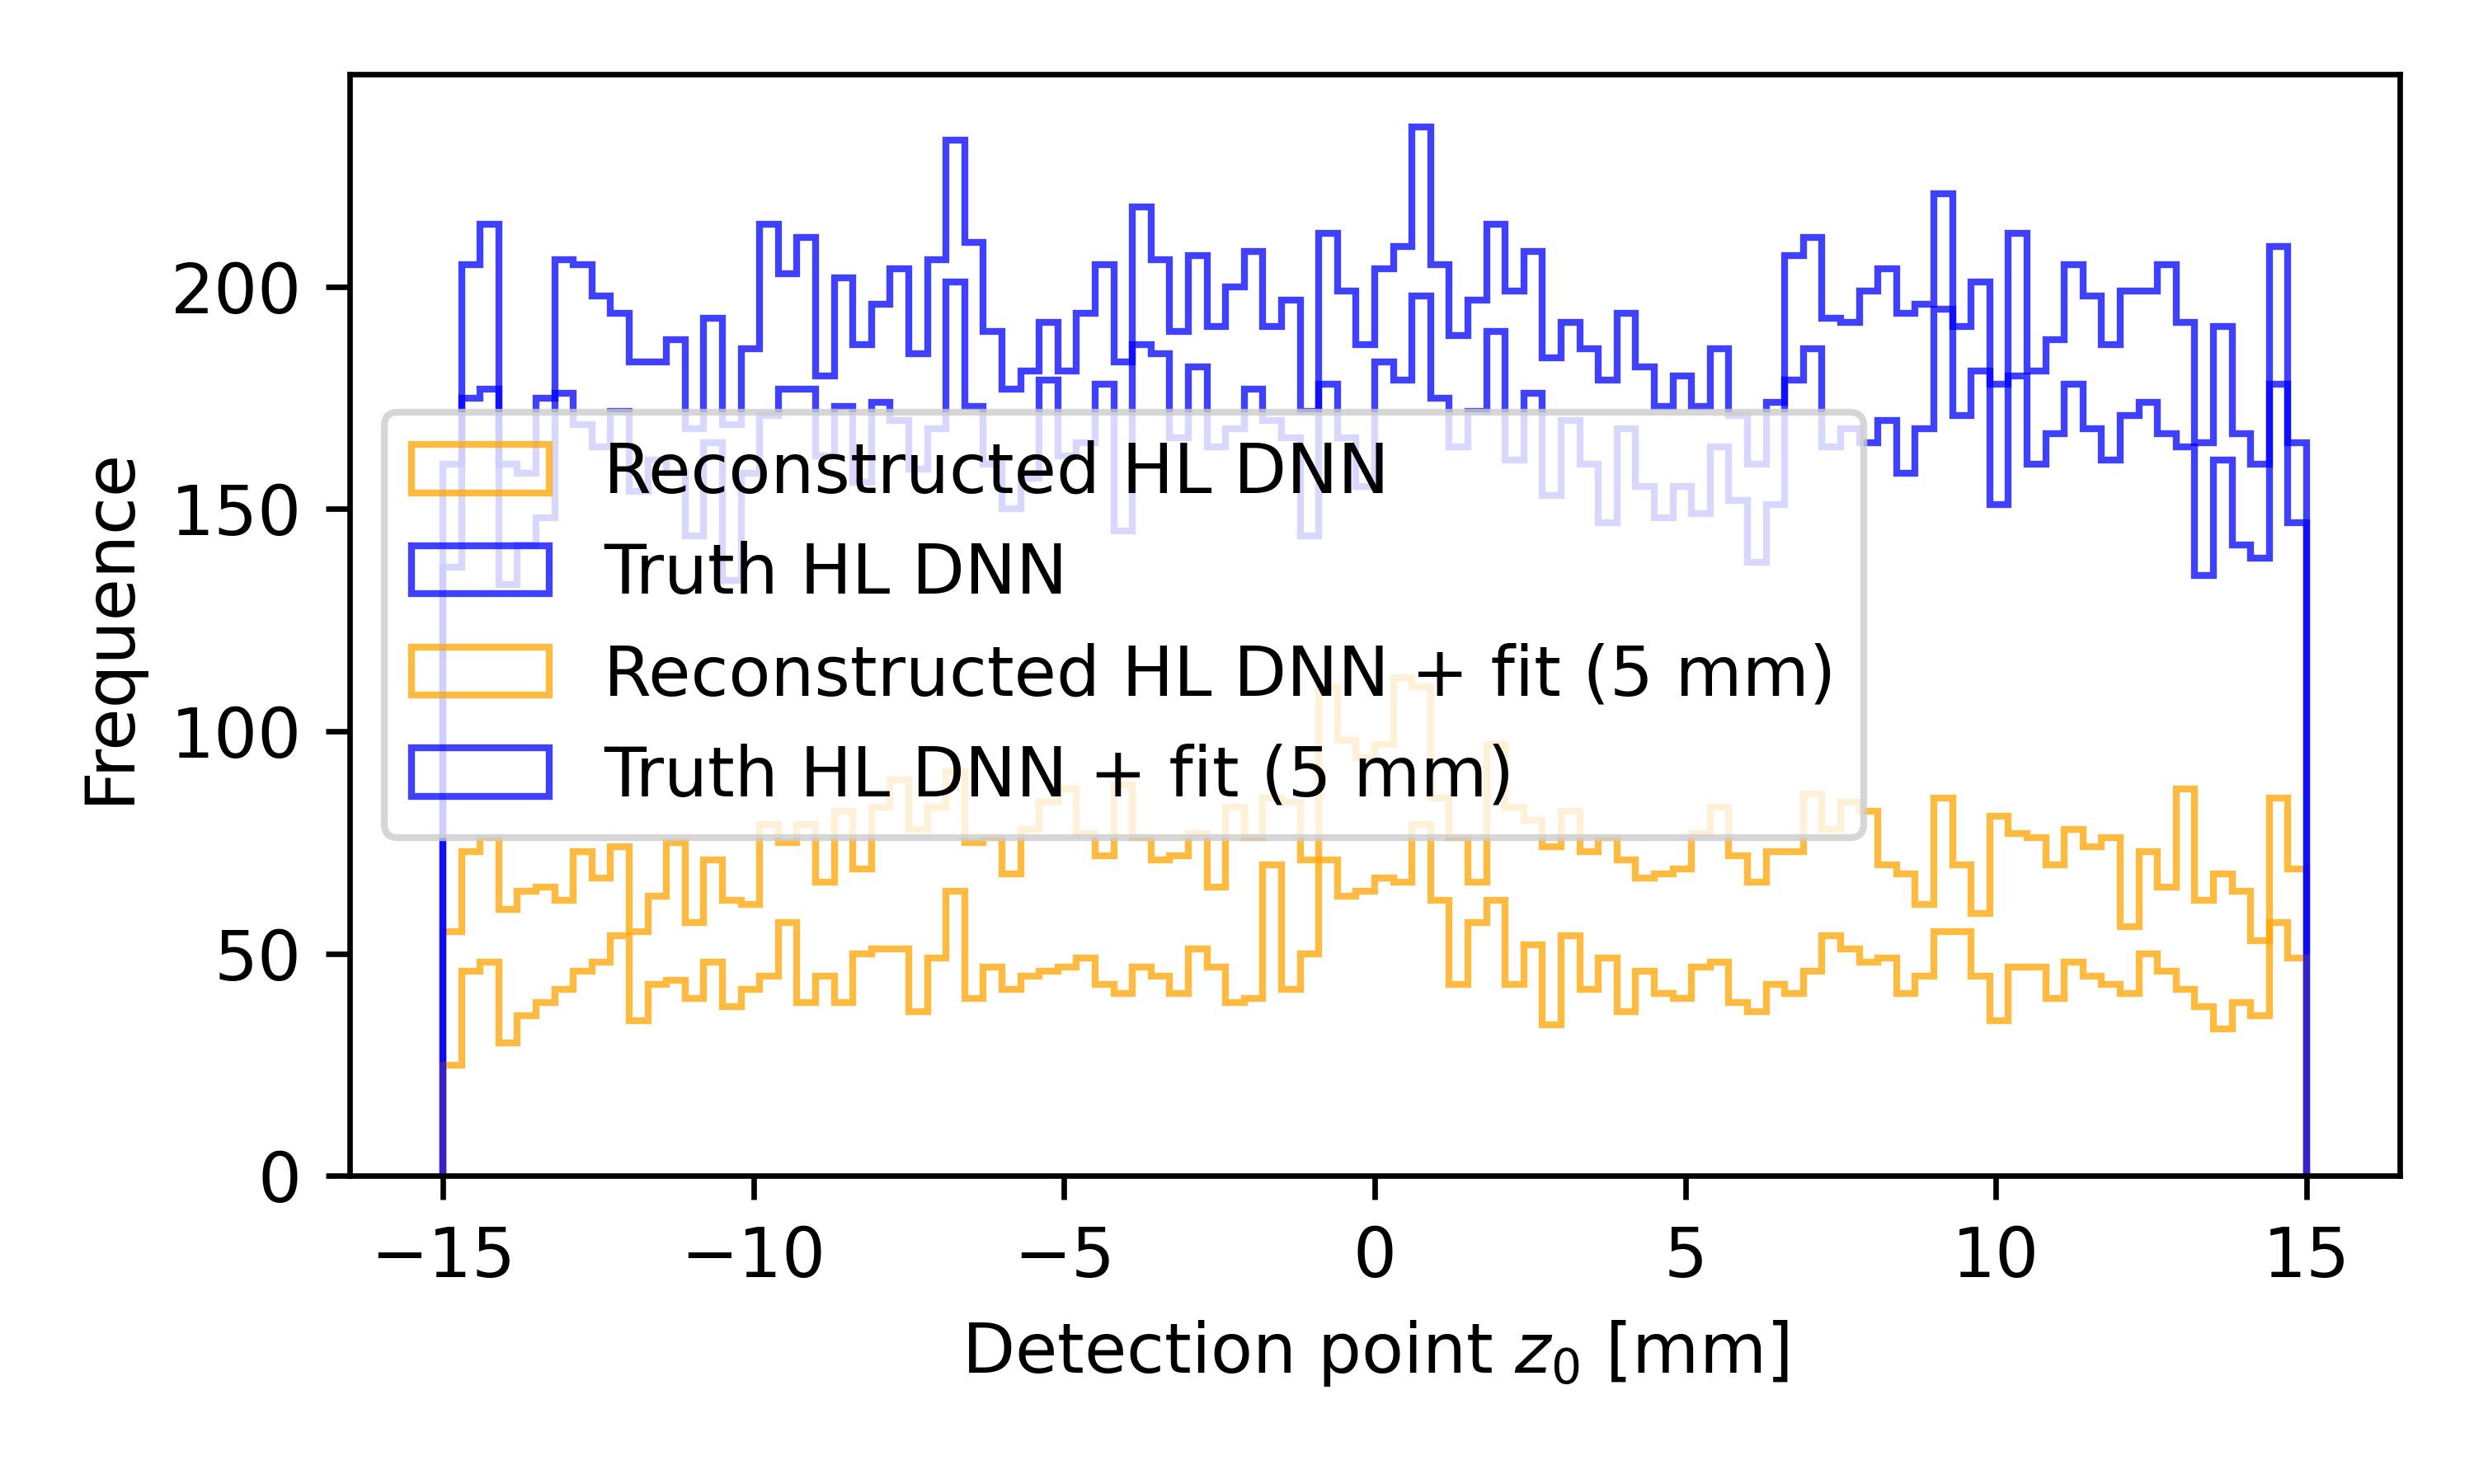 Frequency
200
150
100
50
0
Reconstructed HL DNN
Truth HL DNN
Reconstructed HL DNN + fit (5 mm)
Truth HL DNN + fit (5 mm)
−15 −10 −5 0 5 10 15
Detection point z₀ [mm]